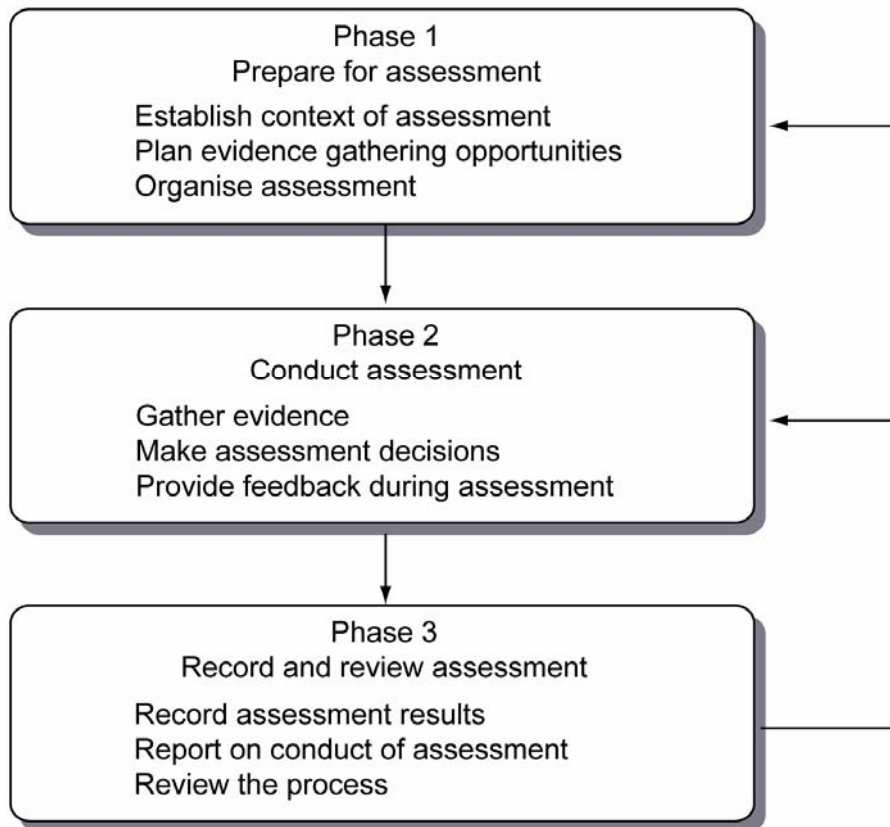 Phase 1
Prepare for assessment
Establish context of assessment
Plan evidence gathering opportunities
Organise assessment
Phase 2
Conduct assessment
Gather evidence
Make assessment decisions
Provide feedback during assessment
Phase 3
Record and review assessment
Record assessment results
Report on conduct of assessment
Review the process